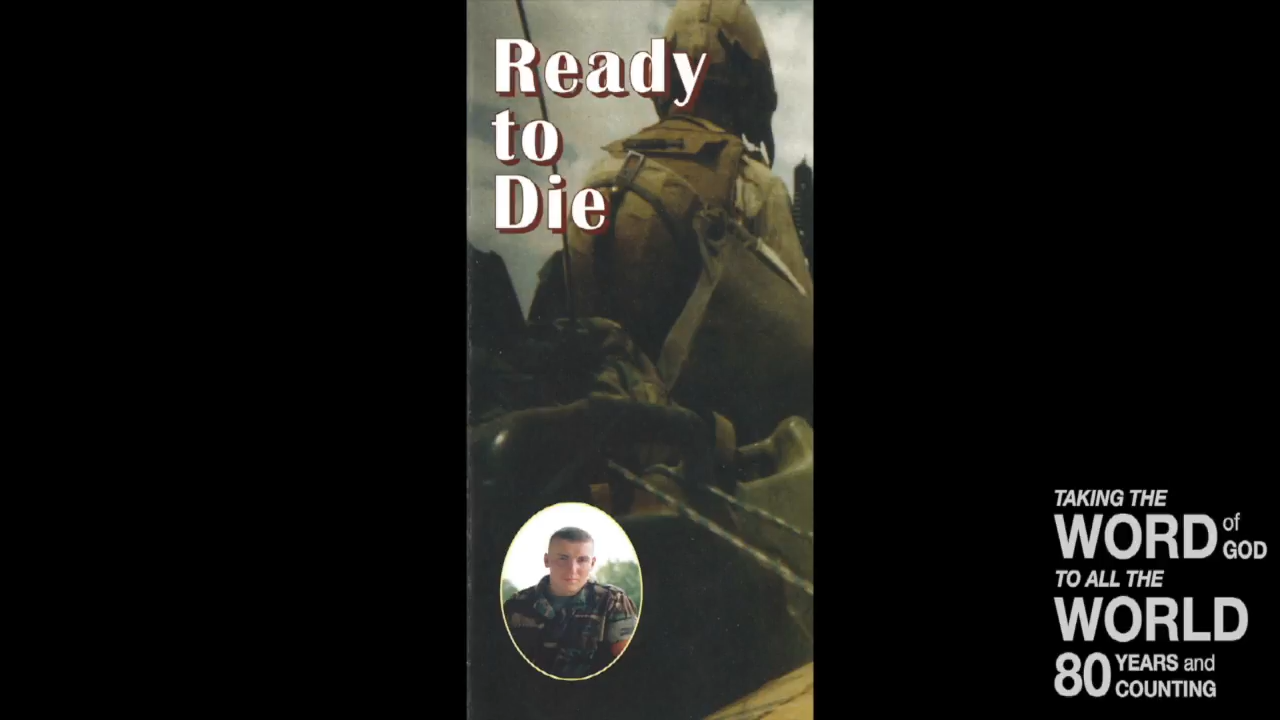 Ready
to
Die
TAKING THE
WORD of GOD
TO ALL THE
WORLD
80 YEARS and
COUNTING